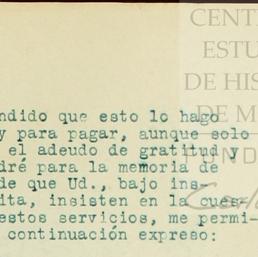 CENT
ESTU
DE HIS
DE M
FUND
ndido que esto lo hago
y para pagar, aunque solo
el adeudo de gratitud y
dré para la memoria de
de que Ud., bajo ins-
ita, insisten en la cues-
estos servicios, me permi-
continuación expreso: